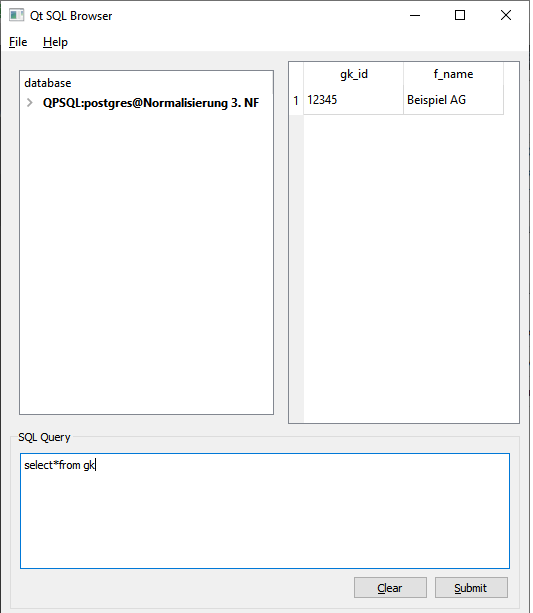 Qt SQL Browser
File Help
database
QPSQL:postgres@Normalisierung 3. NF
gk_id f_name
1 12345 Beispiel AG
SQL Query
select*from gk
Clear Submit